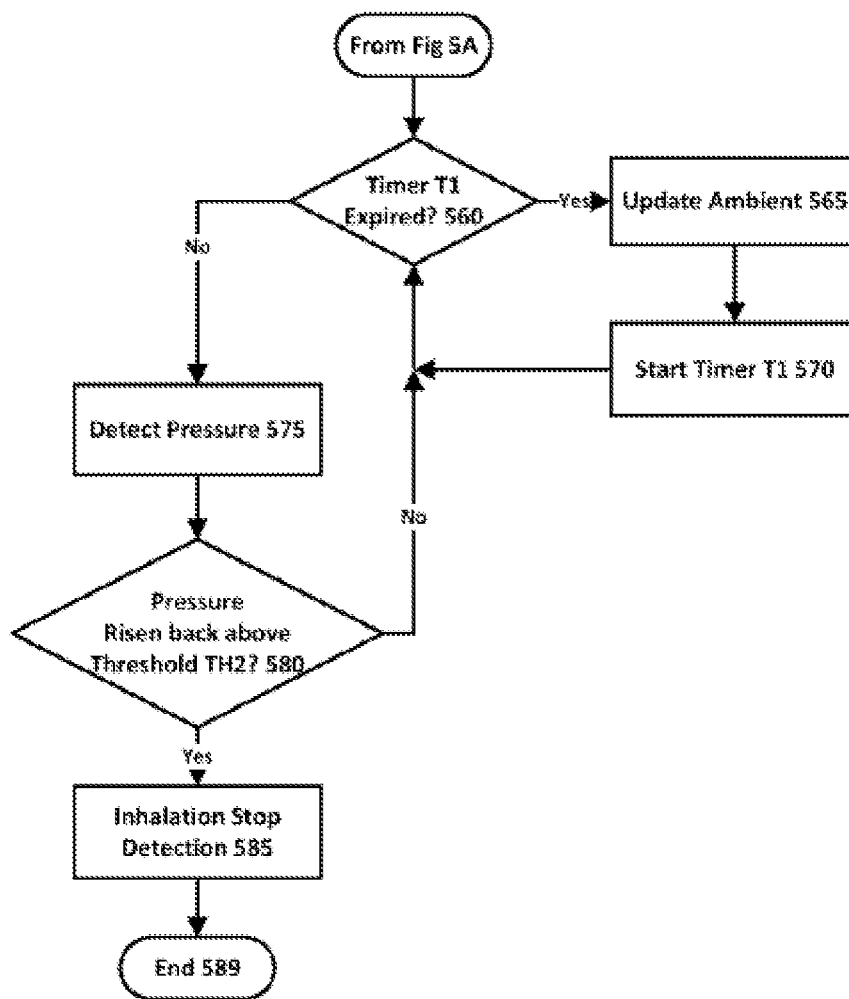 From Fig 5A
Timer T1
Expired? 560
Yes
Update Ambient 565
No
Start Timer T1 570
Detect Pressure 575
No
Pressure
Risen back above
Threshold TH2? 580
Yes
Inhalation Stop
Detection 585
End 589